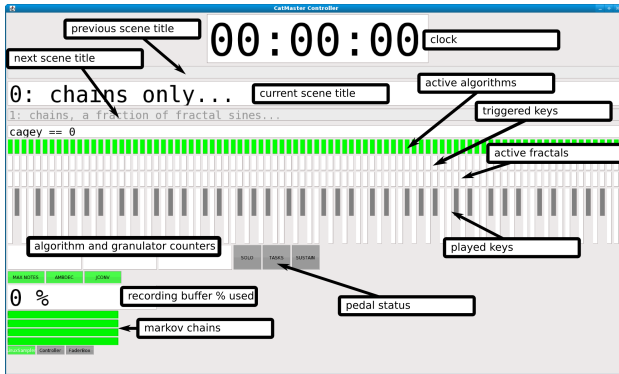 CatMaster Controller
previous scene title
00:00:00
clock
next scene title
0: chains only...
current scene title
active algorithms
1: chains, a fraction of fractal sines...
triggered keys
cagey == 0
active fractals
algorithm and granulator counters
played keys
SOLO TASKS SUSTAIN
MAX NOTES AMBDEC JCONV
0 %
recording buffer % used
pedal status
markov chains
Controller FaderBox